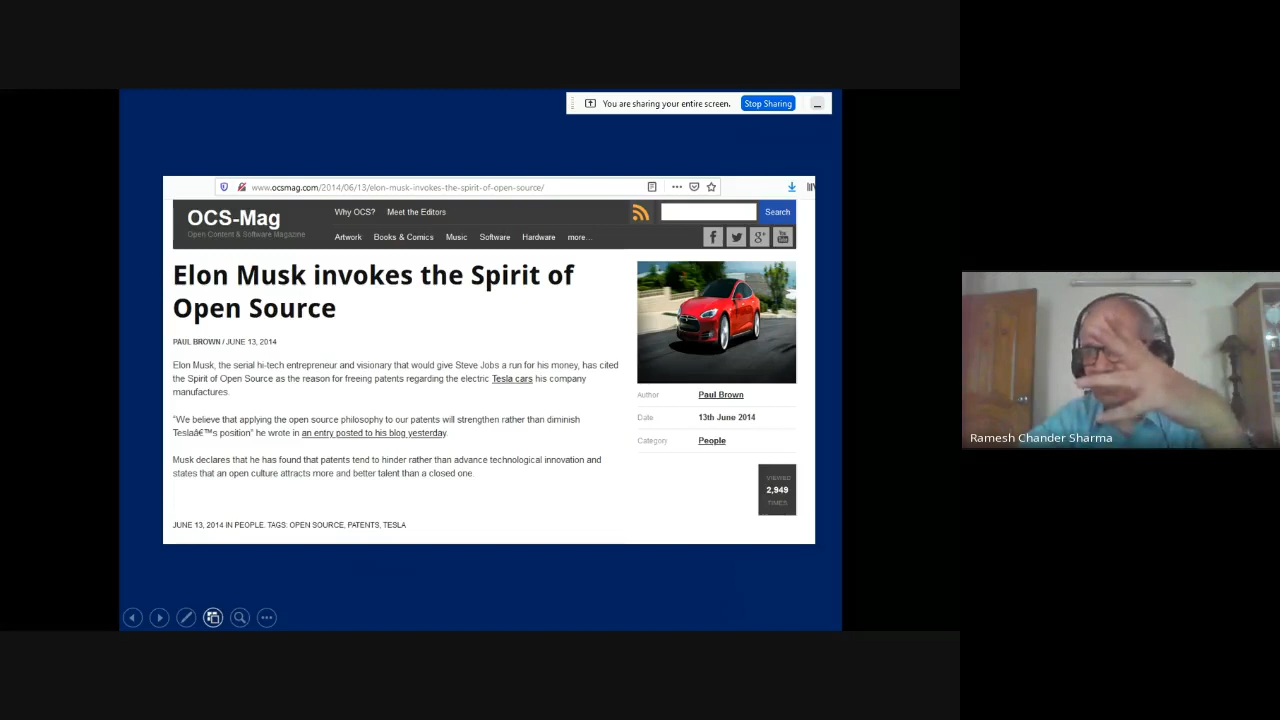 You are sharing your entire screen. Stop Sharing
www.ocsmag.com/2014/06/13/elon-musk-invokes-the-spirit-of-open-source/
OCS-Mag
Open Content & Software Magazine
Why OCS? Meet the Editors
Search
Artwork Books & Comics Music Software Hardware more...
Elon Musk invokes the Spirit of
Open Source
PAUL BROWN / JUNE 13, 2014
Elon Musk, the serial hi-tech entrepreneur and visionary that would give Steve Jobs a run for his money, has cited
the Spirit of Open Source as the reason for freeing patents regarding the electric Tesla cars his company
manufactures.
“We believe that applying the open source philosophy to our patents will strengthen rather than diminish
Teslaâ€™s position” he wrote in an entry posted to his blog yesterday.
Musk declares that he has found that patents tend to hinder rather than advance technological innovation and
states that an open culture attracts more and better talent than a closed one.
JUNE 13, 2014 IN PEOPLE. TAGS: OPEN SOURCE, PATENTS, TESLA
Author Paul Brown
Date 13th June 2014
Category People
VIEWED
2,949
TIMES
Ramesh Chander Sharma